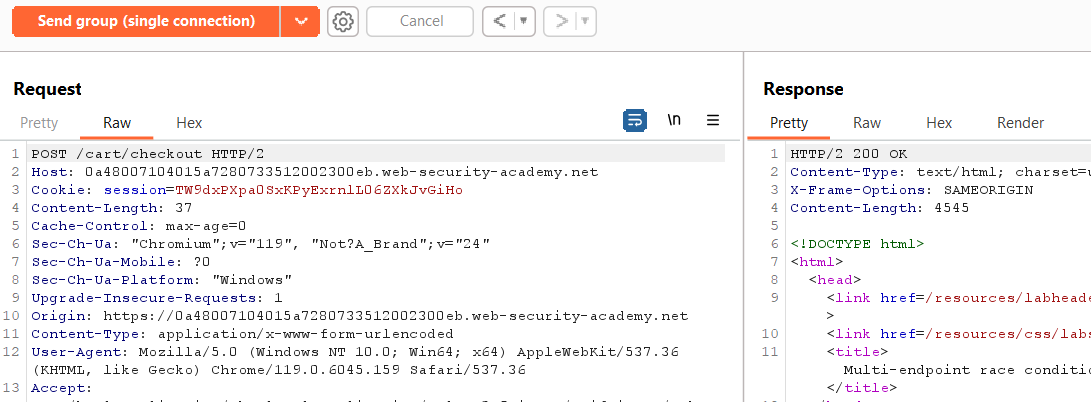 Send group (single connection)
Cancel
Request
Pretty Raw Hex
\n
1 POST /cart/checkout HTTP/2
2 Host: 0a48007104015a7280733512002300eb.web-security-academy.net
3 Cookie: session=TW9dxPXpa0SxKPyExrnlL06ZXkJvGiHo
4 Content-Length: 37
5 Cache-Control: max-age=0
6 Sec-Ch-Ua: "Chromium";v="119", "Not?A_Brand";v="24"
7 Sec-Ch-Ua-Mobile: ?0
8 Sec-Ch-Ua-Platform: "Windows"
9 Upgrade-Insecure-Requests: 1
10 Origin: https://0a48007104015a7280733512002300eb.web-security-academy.net
11 Content-Type: application/x-www-form-urlencoded
12 User-Agent: Mozilla/5.0 (Windows NT 10.0; Win64; x64) AppleWebKit/537.36
(KHTML, like Gecko) Chrome/119.0.6045.159 Safari/537.36
13 Accept:
Response
Pretty Raw Hex Render
1 HTTP/2 200 OK
2 Content-Type: text/html; charset=u
3 X-Frame-Options: SAMEORIGIN
4 Content-Length: 4545
5
6 <!DOCTYPE html>
7 <html>
8 <head>
9 <link href=/resources/labheade
>
10 <link href=/resources/css/labs
11 <title>
Multi-endpoint race conditio
</title>